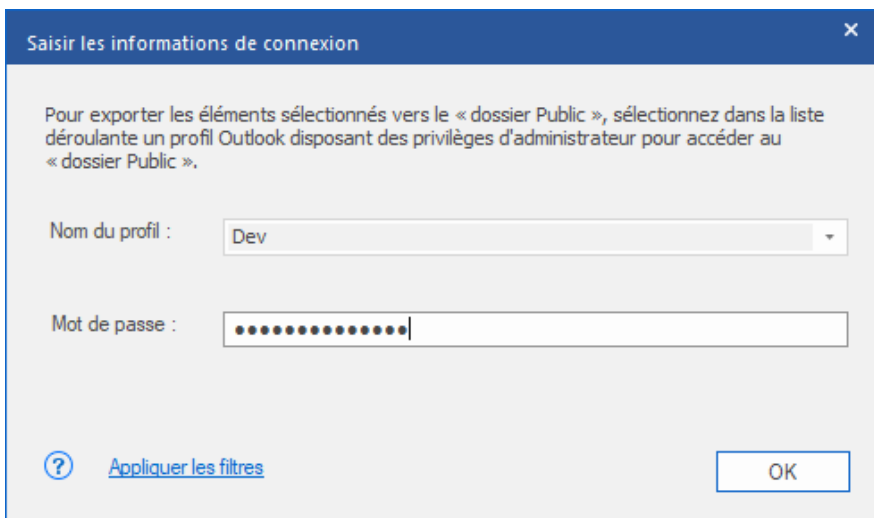 Saisir les informations de connexion
Pour exporter les éléments sélectionnés vers le « dossier Public », sélectionnez dans la liste
déroulante un profil Outlook disposant des privilèges d'administrateur pour accéder au
« dossier Public ».
Nom du profil :
Dev
Mot de passe :
••••••••••••••
? Appliquer les filtres
OK